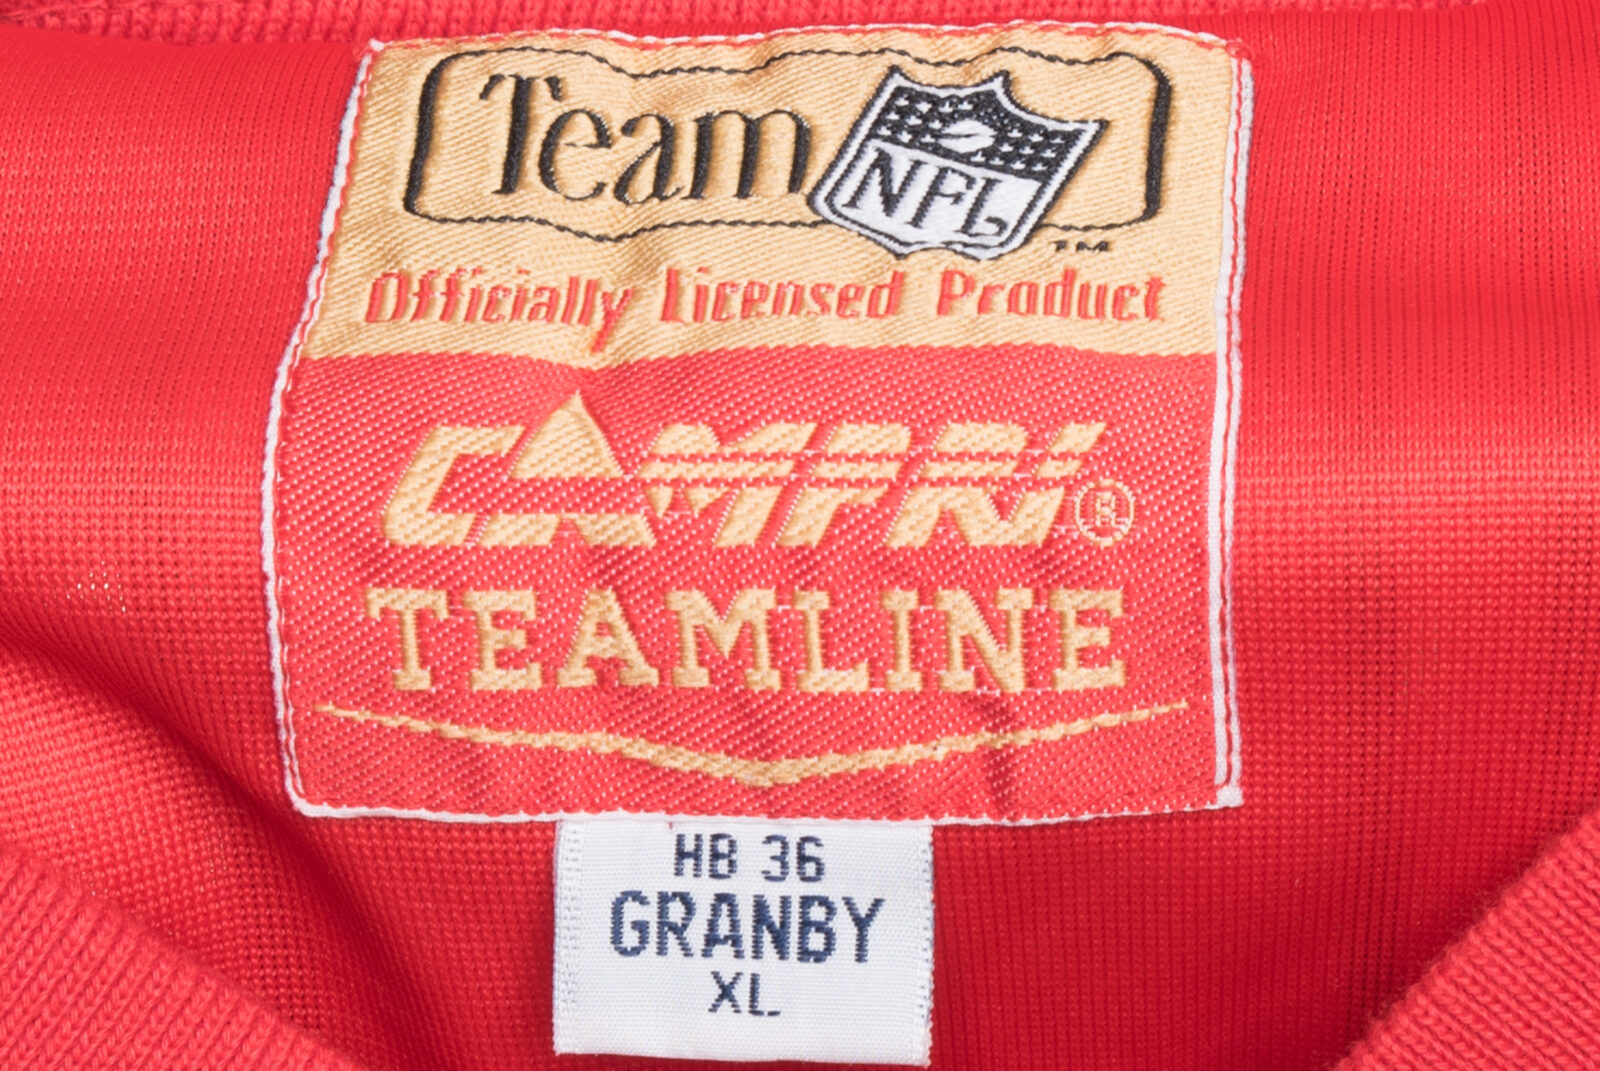 Team NFL ™
Officially Licensed Product
CAMPRI ®
TEAMLINE
HB 36
GRANBY
XL